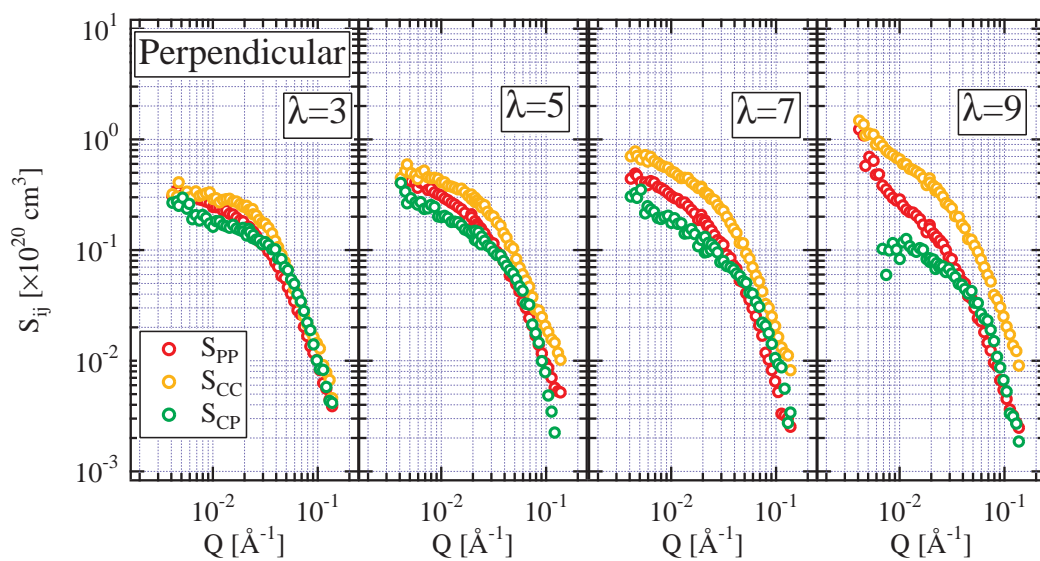 Perpendicular
λ=3
λ=5
λ=7
λ=9
S_ij [×10^20 cm^3]
10^1
10^0
10^-1
10^-2
10^-3
S_PP
S_CC
S_CP
10^-2 10^-1 10^-2 10^-1 10^-2 10^-1 10^-2 10^-1
Q [Å^-1] Q [Å^-1] Q [Å^-1] Q [Å^-1]